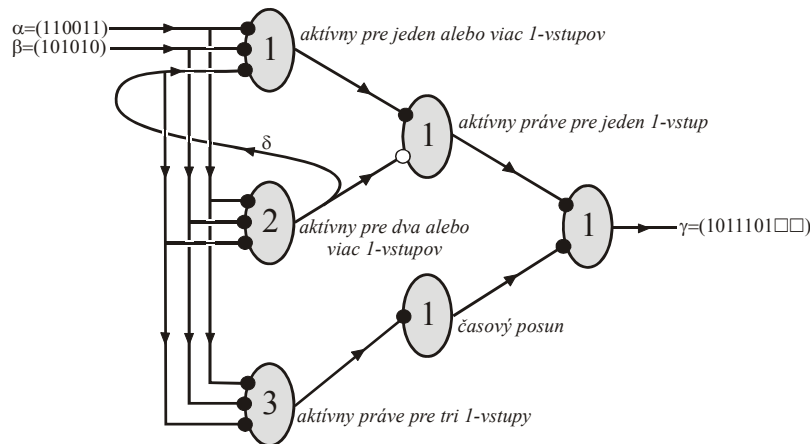 α=(110011)
β=(101010)
1
aktívny pre jeden alebo viac 1-vstupov
1
aktívny práve pre jeden 1-vstup
δ
2
aktívny pre dva alebo
viac 1-vstupov
1
γ=(1011101□□)
1
časový posun
3
aktívny práve pre tri 1-vstupy